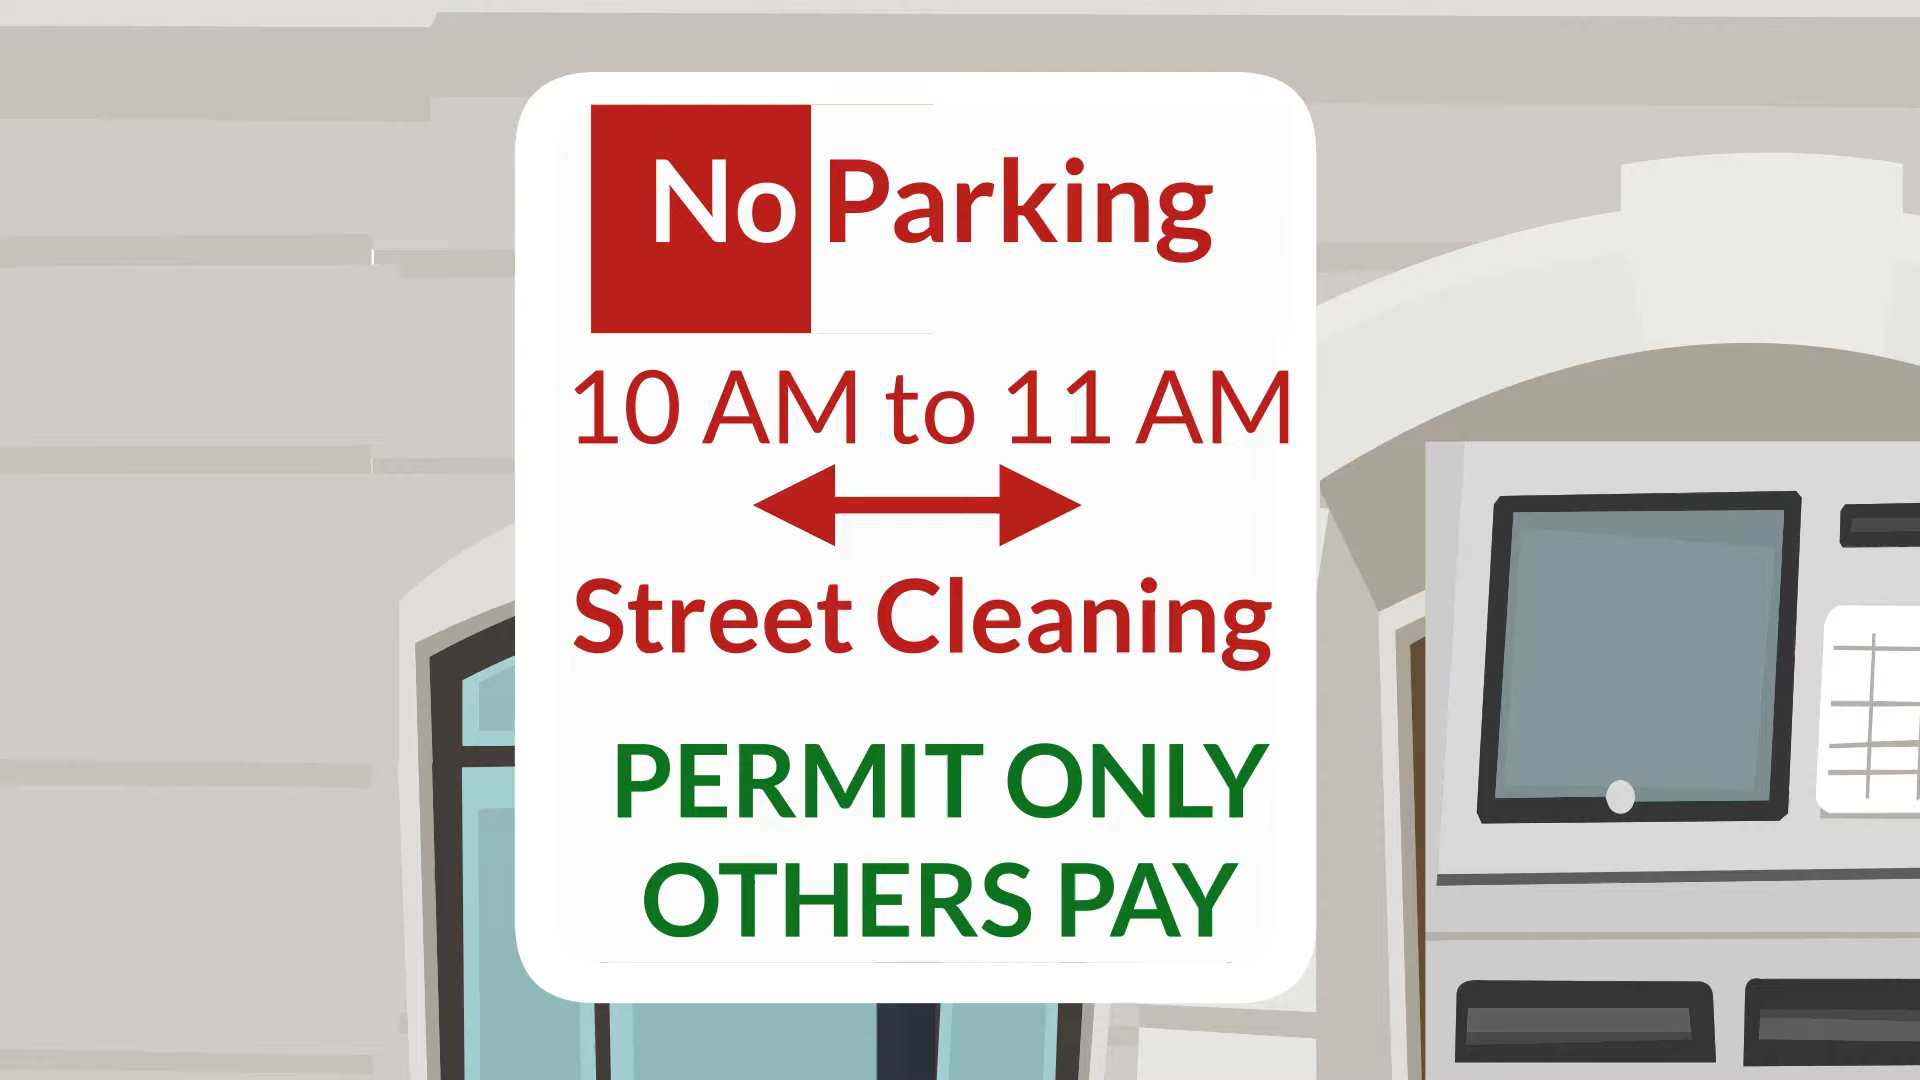 No Parking
10 AM to 11 AM
Street Cleaning
PERMIT ONLY
OTHERS PAY